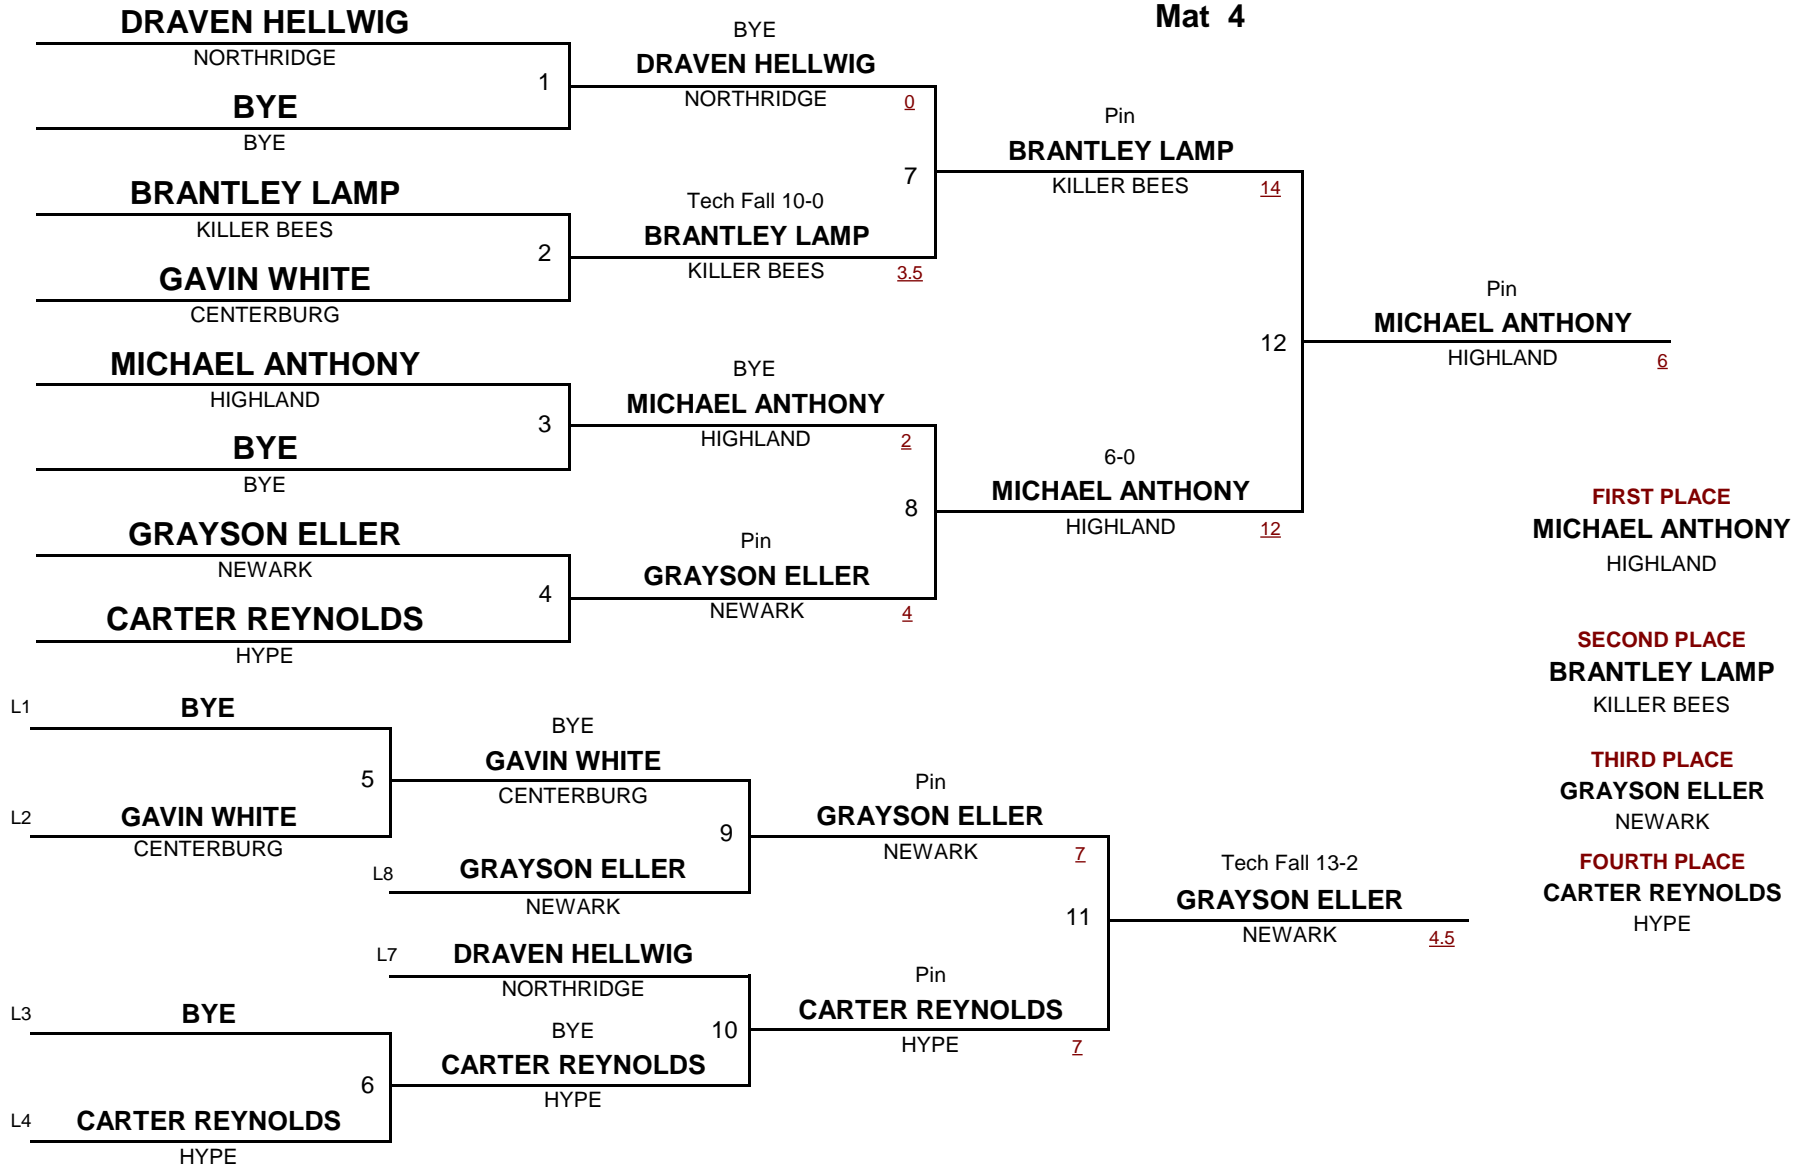 Mat 4
DRAVEN HELLWIG
NORTHRIDGE
1
BYE
BYE
BRANTLEY LAMP
KILLER BEES
2
GAVIN WHITE
CENTERBURG
MICHAEL ANTHONY
HIGHLAND
3
BYE
BYE
GRAYSON ELLER
NEWARK
4
CARTER REYNOLDS
HYPE
BYE
DRAVEN HELLWIG
NORTHRIDGE 0
7
Tech Fall 10-0
BRANTLEY LAMP
KILLER BEES 3.5
BYE
MICHAEL ANTHONY
HIGHLAND 2
8
Pin
GRAYSON ELLER
NEWARK 4
Pin
BRANTLEY LAMP
KILLER BEES 14
12
6-0
MICHAEL ANTHONY
HIGHLAND 12
Pin
MICHAEL ANTHONY
HIGHLAND 6
L1 BYE
5
L2 GAVIN WHITE
CENTERBURG
L3 BYE
6
L4 CARTER REYNOLDS
HYPE
BYE
GAVIN WHITE
CENTERBURG
9
L8 GRAYSON ELLER
NEWARK
L7 DRAVEN HELLWIG
NORTHRIDGE
BYE 10
CARTER REYNOLDS
HYPE
Pin
GRAYSON ELLER
NEWARK 7
11
Pin
CARTER REYNOLDS
HYPE 7
Tech Fall 13-2
GRAYSON ELLER
NEWARK 4.5
FIRST PLACE
MICHAEL ANTHONY
HIGHLAND
SECOND PLACE
BRANTLEY LAMP
KILLER BEES
THIRD PLACE
GRAYSON ELLER
NEWARK
FOURTH PLACE
CARTER REYNOLDS
HYPE